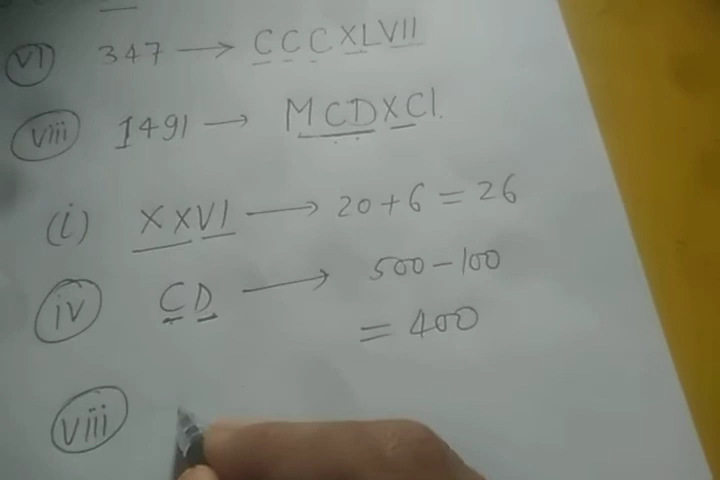 VI 347 → CCCXLVII
viii 1491 → MCDXCI.
(i) XXVI → 20+6=26
iv CD → 500-100
= 400
viii